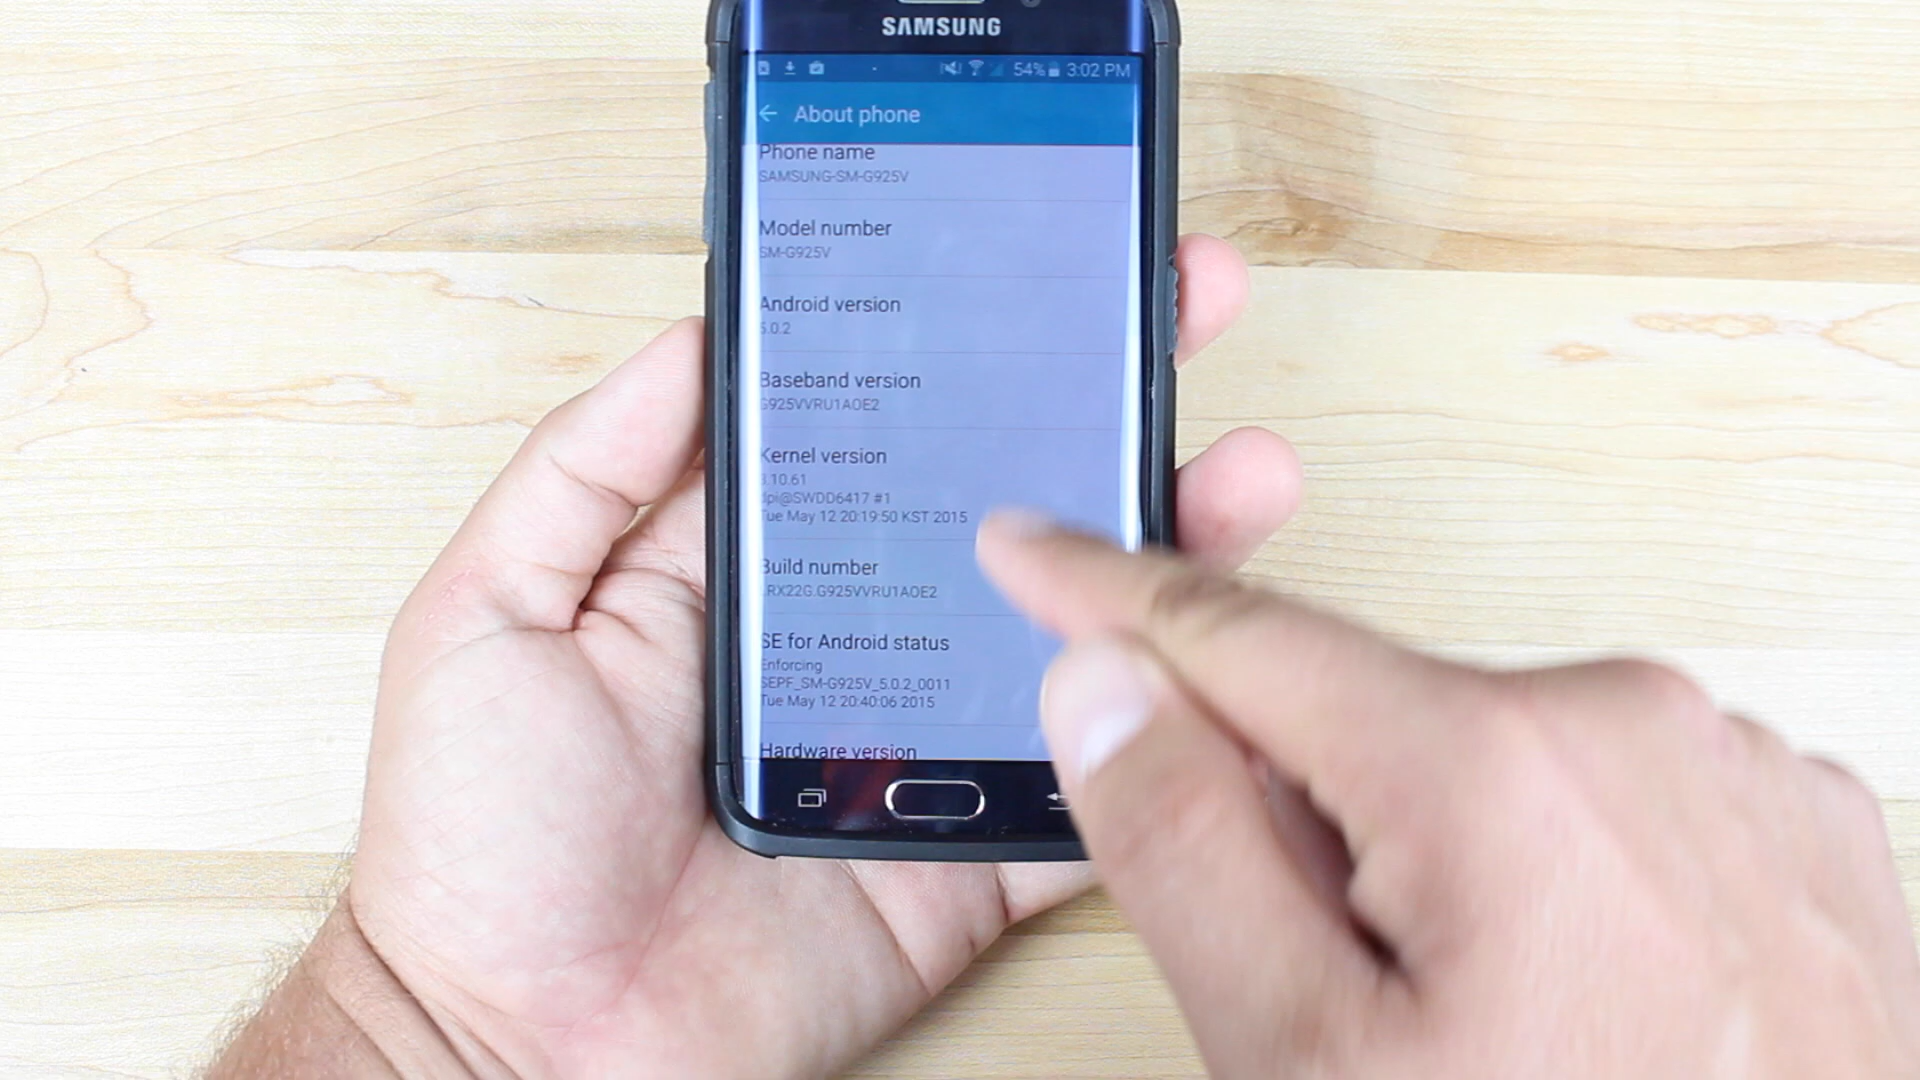 SAMSUNG
54% 3:02 PM
About phone
Phone name
SAMSUNG-SM-G925V
Model number
SM-G925V
Android version
5.0.2
Baseband version
G925VVRU1AOE2
Kernel version
3.10.61
dpi@SWDD6417 #1
Tue May 12 20:19:50 KST 2015
Build number
LRX22G.G925VVRU1AOE2
SE for Android status
Enforcing
SEPF_SM-G925V_5.0.2_0011
Tue May 12 20:40:06 2015
Hardware version